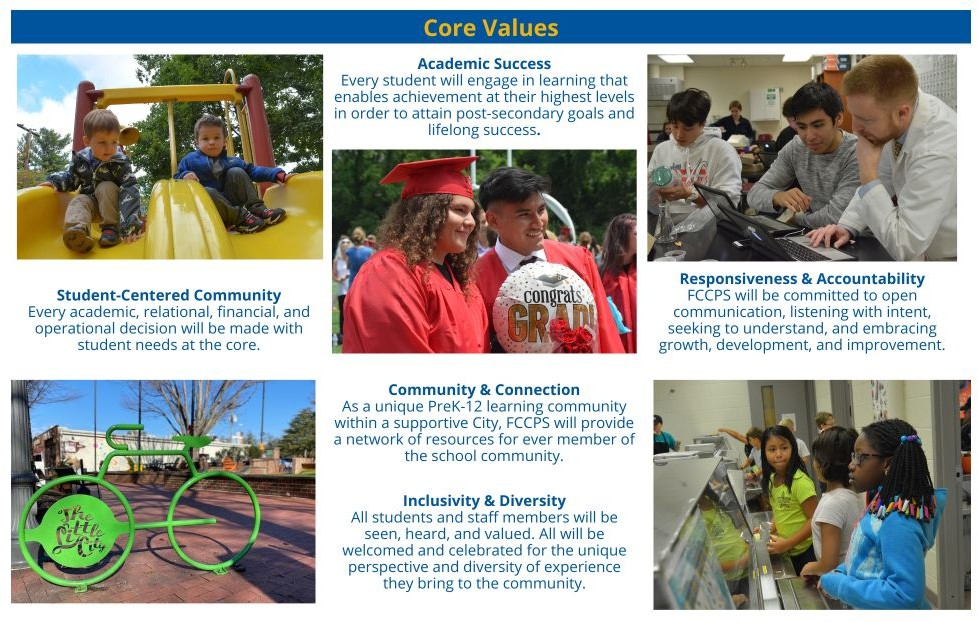 Core Values
Academic Success
Every student will engage in learning that
enables achievement at their highest levels
in order to attain post-secondary goals and
lifelong success.
congrats
GRAD!
Student-Centered Community
Every academic, relational, financial, and
operational decision will be made with
student needs at the core.
Responsiveness & Accountability
FCCPS will be committed to open
communication, listening with intent,
seeking to understand, and embracing
growth, development, and improvement.
The
Little
City
Community & Connection
As a unique PreK-12 learning community
within a supportive City, FCCPS will provide
a network of resources for ever member of
the school community.
Inclusivity & Diversity
All students and staff members will be
seen, heard, and valued. All will be
welcomed and celebrated for the unique
perspective and diversity of experience
they bring to the community.